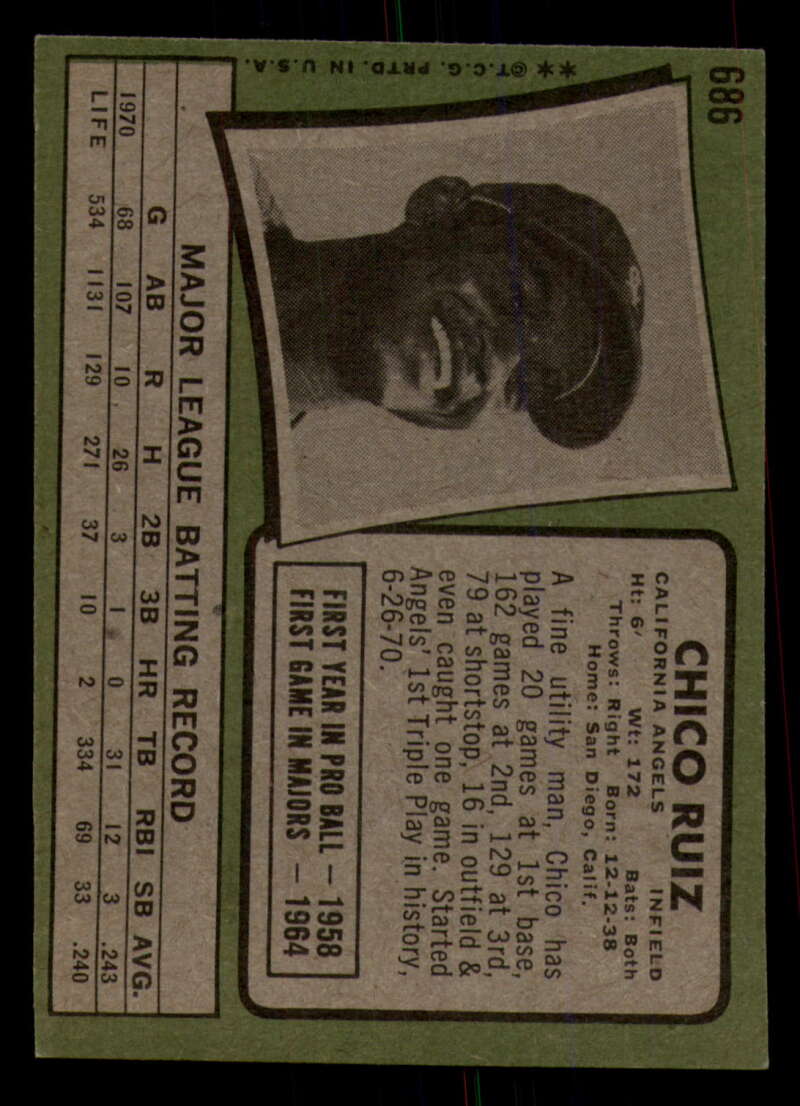 686
CHICO RUIZ
CALIFORNIA ANGELS INFIELD
Ht: 6' Wt: 172 Bats: Both
Throws: Right Born: 12-12-38
Home: San Diego, Calif.
A fine utility man, Chico has
played 20 games at 1st base,
162 games at 2nd, 129 at 3rd,
79 at shortstop, 16 in outfield &
even caught one game. Started
Angels' 1st Triple Play in history,
6-26-70.
FIRST YEAR IN PRO BALL — 1958
FIRST GAME IN MAJORS — 1964
**©T.C.G. PRTD. IN U.S.A.
MAJOR LEAGUE BATTING RECORD
G AB R H 2B 3B HR TB RBI SB AVG.
1970 68 107 10 26 3 1 0 31 12 3 .243
LIFE 534 1131 129 271 37 10 2 334 69 33 .240